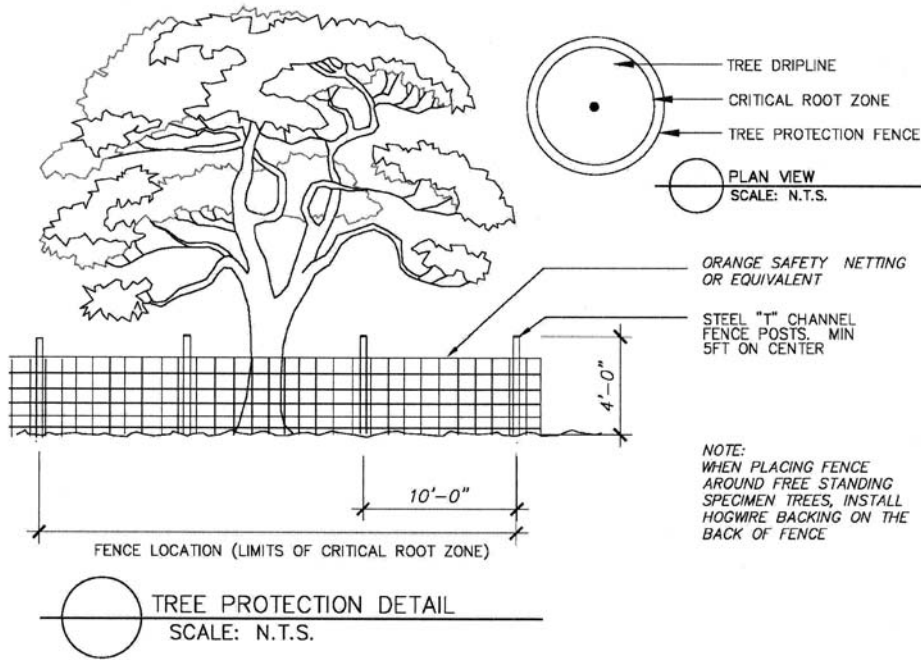 TREE DRIPLINE
CRITICAL ROOT ZONE
TREE PROTECTION FENCE
PLAN VIEW
SCALE: N.T.S.
ORANGE SAFETY NETTING
OR EQUIVALENT
STEEL "T" CHANNEL
FENCE POSTS. MIN
5FT ON CENTER
4'-0"
NOTE:
WHEN PLACING FENCE
AROUND FREE STANDING
SPECIMEN TREES, INSTALL
HOGWIRE BACKING ON THE
BACK OF FENCE
10'-0"
FENCE LOCATION (LIMITS OF CRITICAL ROOT ZONE)
TREE PROTECTION DETAIL
SCALE: N.T.S.